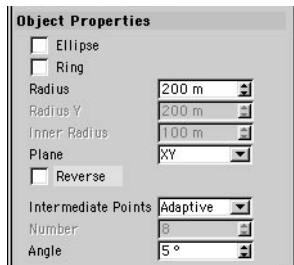 Object Properties
Ellipse
Ring
Radius 200 m
Radius Y 200 m
Inner Radius 100 m
Plane XY
Reverse
Intermediate Points Adaptive
Number 8
Angle 5 °